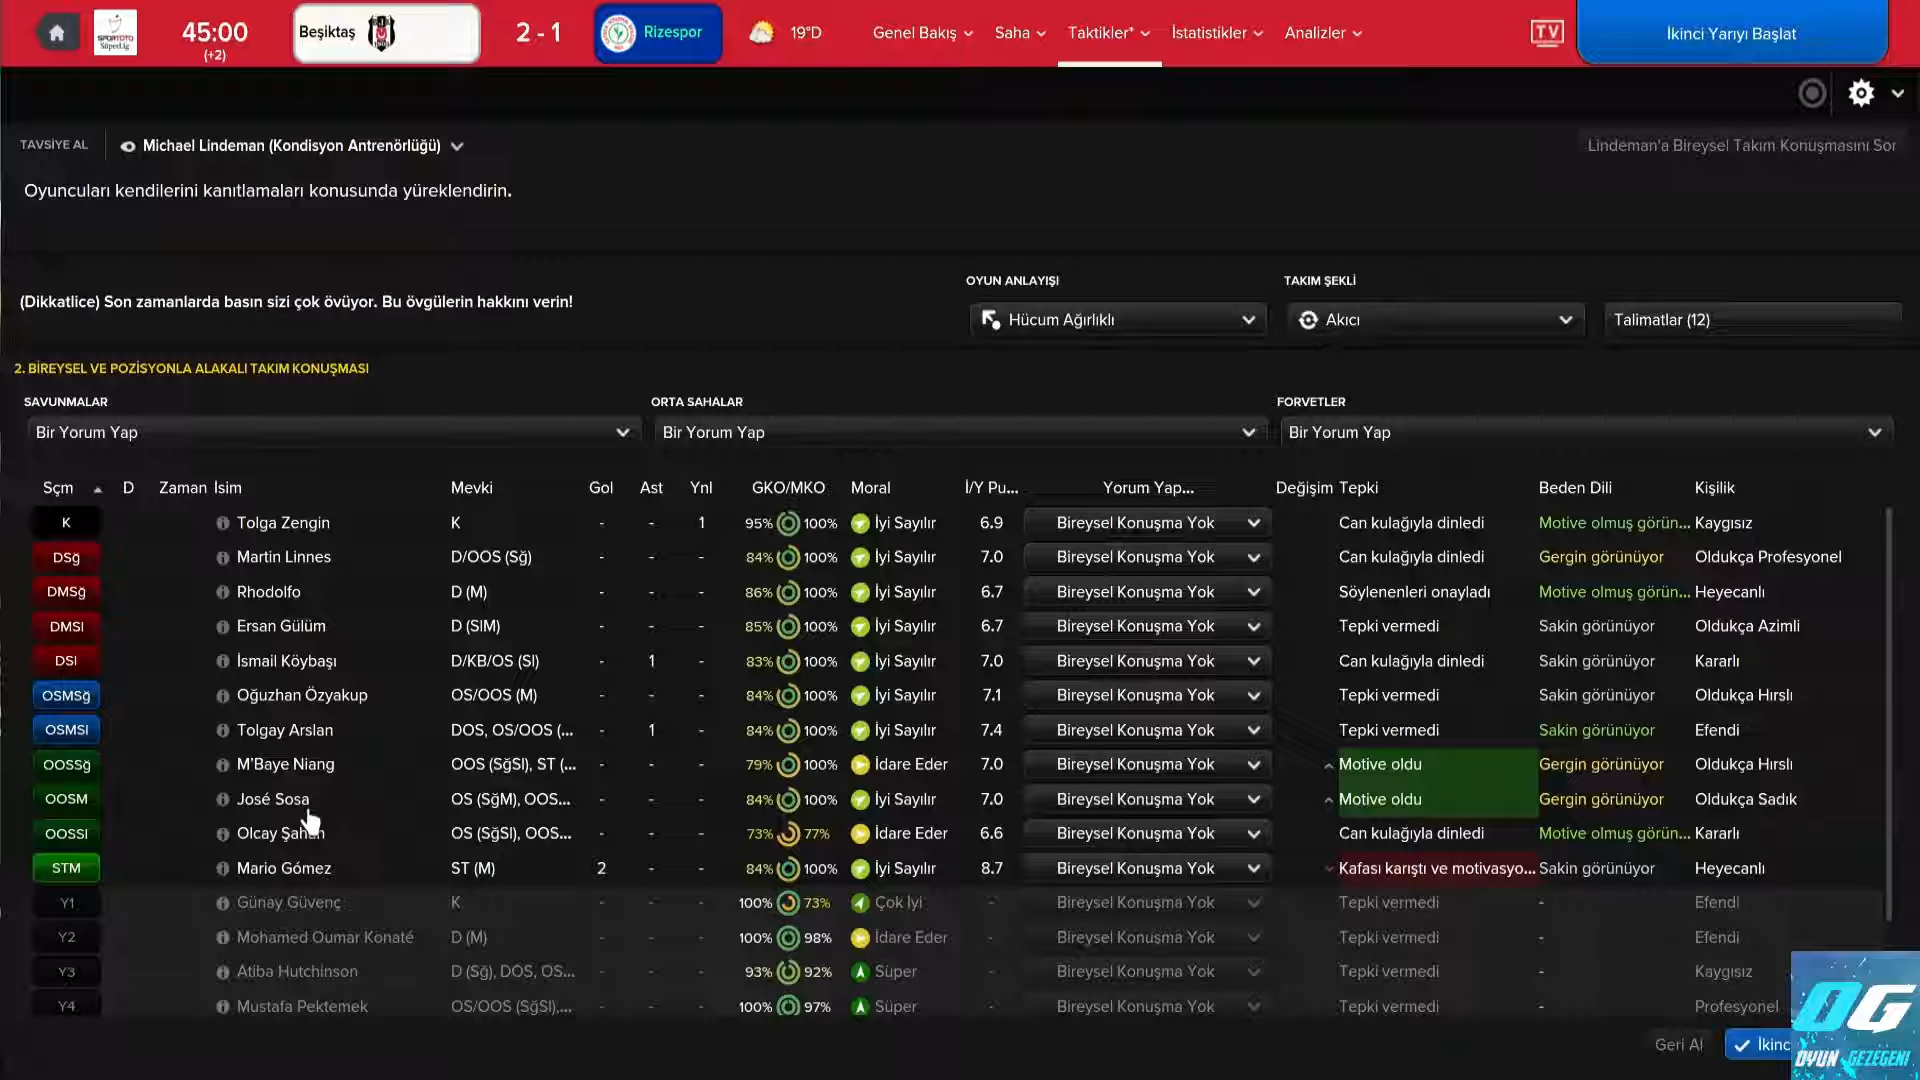 SPORTOTO
SüperLig
45:00
(+2)
Beşiktaş
2 - 1
Rizespor
19°D
Genel Bakış
Saha
Taktikler*
İstatistikler
Analizler
TV
İkinci Yarıyı Başlat
TAVSİYE AL
Michael Lindeman (Kondisyon Antrenörlüğü)
Lindeman'a Bireysel Takım Konuşmasını Sor
Oyuncuları kendilerini kanıtlamaları konusunda yüreklendirin.
OYUN ANLAYIŞI
TAKIM ŞEKLİ
(Dikkatlice) Son zamanlarda basın sizi çok övüyor. Bu övgülerin hakkını verin!
Hücum Ağırlıklı
Akıcı
Talimatlar (12)
2. BİREYSEL VE POZİSYONLA ALAKALI TAKIM KONUŞMASI
SAVUNMALAR
ORTA SAHALAR
FORVETLER
Bir Yorum Yap
Bir Yorum Yap
Bir Yorum Yap
Sçm D Zaman İsim Mevki Gol Ast Ynl GKO/MKO Moral İ/Y Pu... Yorum Yap... Değişim Tepki Beden Dili Kişilik
K Tolga Zengin K - - 1 95% 100% İyi Sayılır 6.9 Bireysel Konuşma Yok Can kulağıyla dinledi Motive olmuş görün... Kaygısız
DSğ Martin Linnes D/OOS (Sğ) - - - 84% 100% İyi Sayılır 7.0 Bireysel Konuşma Yok Can kulağıyla dinledi Gergin görünüyor Oldukça Profesyonel
DMSğ Rhodolfo D (M) - - - 86% 100% İyi Sayılır 6.7 Bireysel Konuşma Yok Söylenenleri onayladı Motive olmuş görün... Heyecanlı
DMSl Ersan Gülüm D (SlM) - - - 85% 100% İyi Sayılır 6.7 Bireysel Konuşma Yok Tepki vermedi Sakin görünüyor Oldukça Azimli
DSl İsmail Köybaşı D/KB/OS (Sl) - 1 - 83% 100% İyi Sayılır 7.0 Bireysel Konuşma Yok Can kulağıyla dinledi Sakin görünüyor Kararlı
OSMSğ Oğuzhan Özyakup OS/OOS (M) - - - 84% 100% İyi Sayılır 7.1 Bireysel Konuşma Yok Tepki vermedi Sakin görünüyor Oldukça Hırslı
OSMSl Tolgay Arslan DOS, OS/OOS (... - 1 - 84% 100% İyi Sayılır 7.4 Bireysel Konuşma Yok Tepki vermedi Sakin görünüyor Efendi
OOSSğ M'Baye Niang OOS (SğSl), ST (... - - - 79% 100% İdare Eder 7.0 Bireysel Konuşma Yok Motive oldu Gergin görünüyor Oldukça Hırslı
OOSM José Sosa OS (SğM), OOS... - - - 84% 100% İyi Sayılır 7.0 Bireysel Konuşma Yok Motive oldu Gergin görünüyor Oldukça Sadık
OOSSl Olcay Şahan OS (SğSl), OOS... - - - 73% 77% İdare Eder 6.6 Bireysel Konuşma Yok Can kulağıyla dinledi Motive olmuş görün... Kararlı
STM Mario Gómez ST (M) 2 - - 84% 100% İyi Sayılır 8.7 Bireysel Konuşma Yok Kafası karıştı ve motivasyo... Sakin görünüyor Heyecanlı
Y1 Günay Güvenç K - - - 100% 73% Çok İyi - Bireysel Konuşma Yok Tepki vermedi - Efendi
Y2 Mohamed Oumar Konaté D (M) - - - 100% 98% İdare Eder - Bireysel Konuşma Yok Tepki vermedi - Efendi
Y3 Atiba Hutchinson D (Sğ), DOS, OS... - - - 93% 92% Süper - Bireysel Konuşma Yok Tepki vermedi - Kaygısız
Y4 Mustafa Pektemek OS/OOS (SğSl),... - - - 100% 97% Süper - Bireysel Konuşma Yok Tepki vermedi - Profesyonel
Geri Al
İkinc
OG
OYUN GEZEGENI